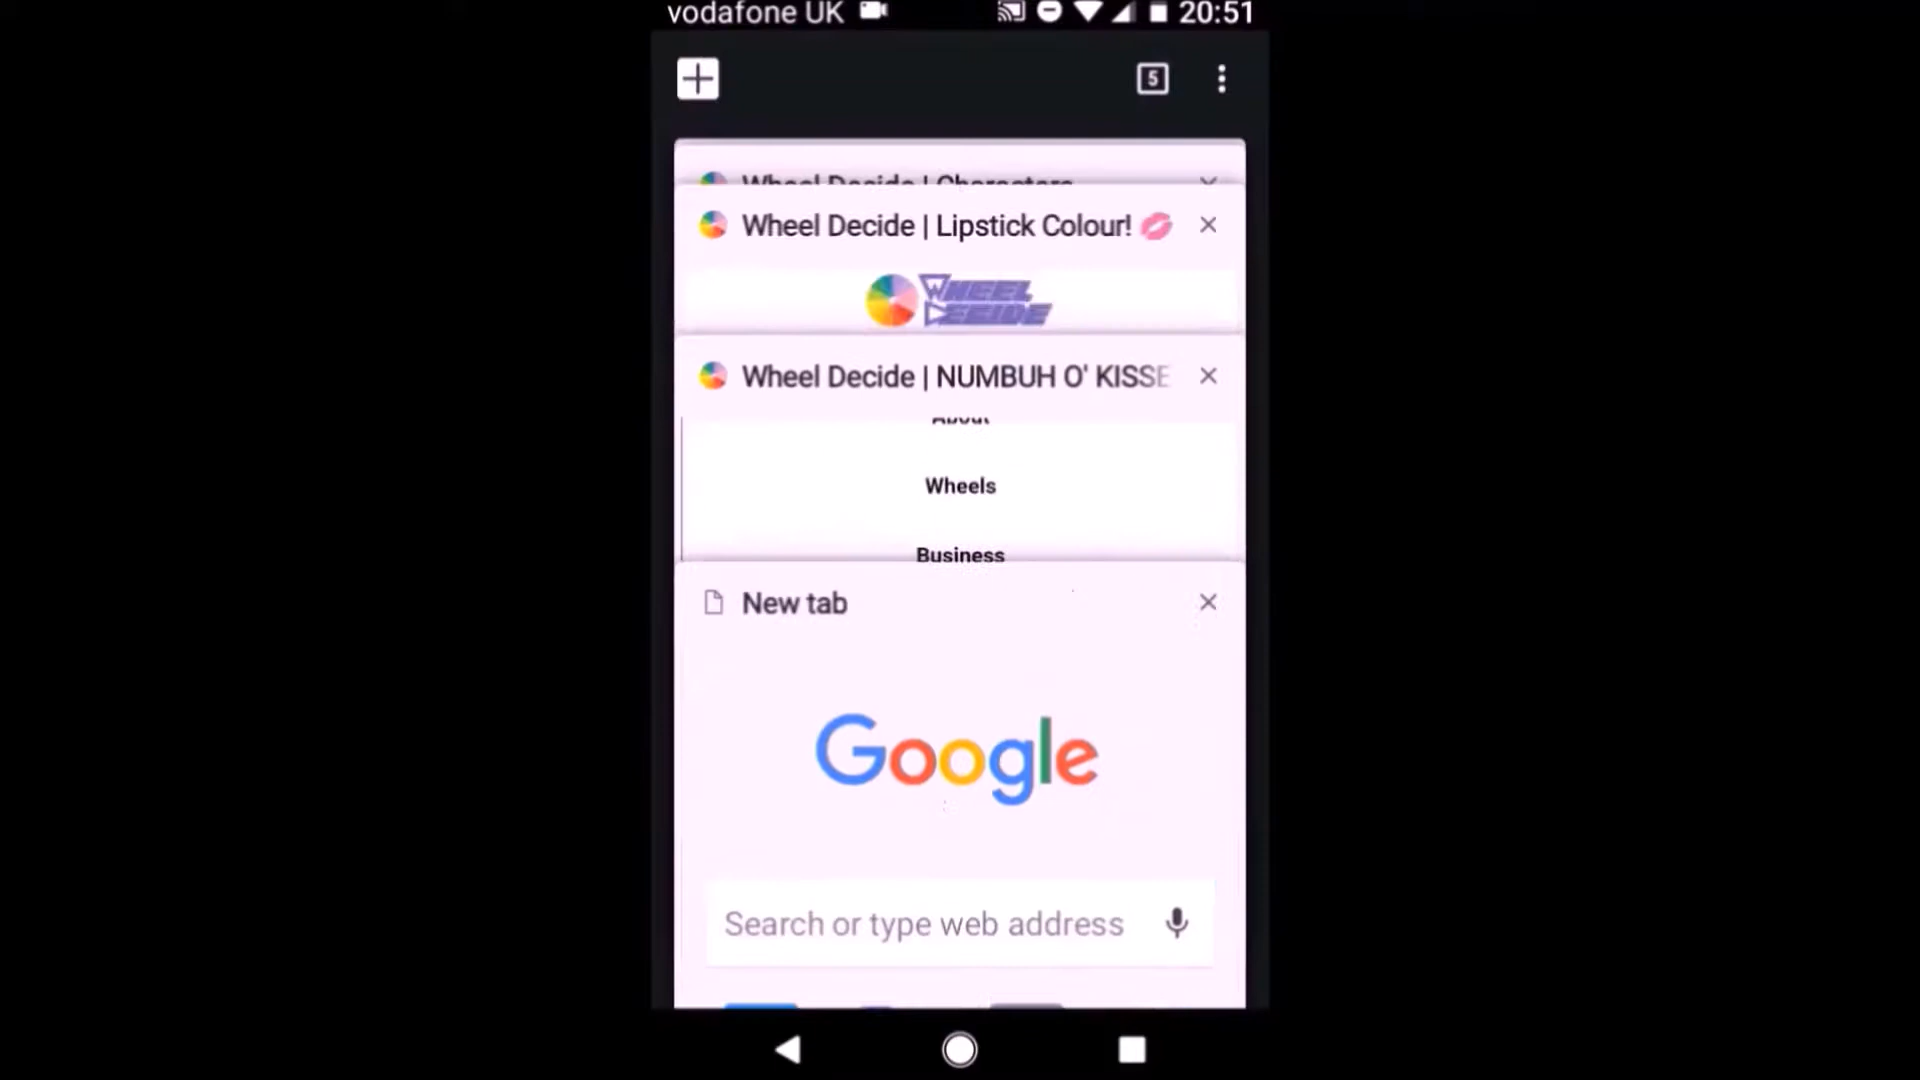 vodafone UK 20:51
5
Wheel Decide | Characters
Wheel Decide | Lipstick Colour! 💋
WHEEL
DECIDE
Wheel Decide | NUMBUH O' KISSE
About
Wheels
Business
New tab
Google
Search or type web address